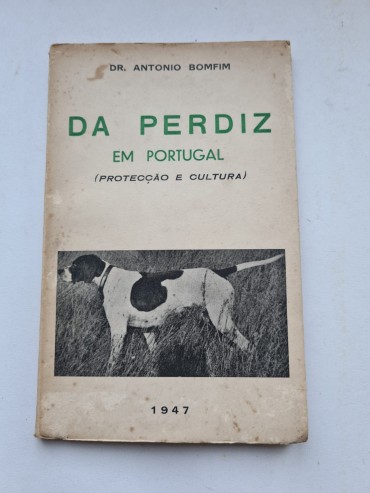 DR. ANTONIO BOMFIM
DA PERDIZ
EM PORTUGAL
(PROTECÇÃO E CULTURA)
1947